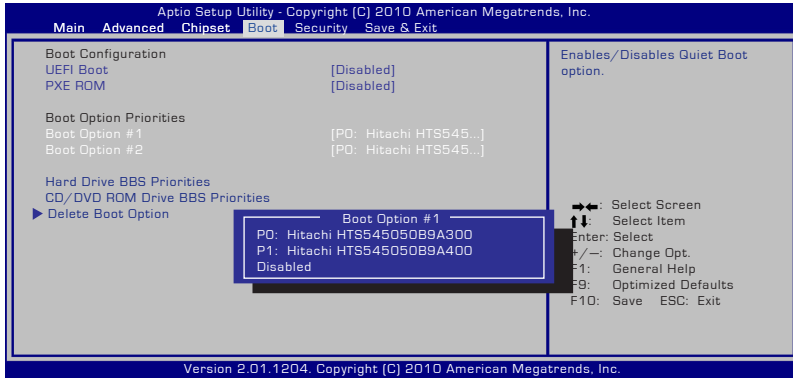 Aptio Setup Utility - Copyright (C) 2010 American Megatrends, Inc.
Main Advanced Chipset Boot Security Save & Exit
Boot Configuration
UEFI Boot [Disabled]
PXE ROM [Disabled]
Boot Option Priorities
Boot Option #1 [P0: Hitachi HTS545...]
Boot Option #2 [P0: Hitachi HTS545...]
Hard Drive BBS Priorities
CD/DVD ROM Drive BBS Priorities
Delete Boot Option
Boot Option #1
P0: Hitachi HTS545050B9A300
P1: Hitachi HTS545050B9A400
Disabled
Enables/Disables Quiet Boot
option.
→←: Select Screen
↑↓: Select Item
Enter: Select
+/−: Change Opt.
F1: General Help
F9: Optimized Defaults
F10: Save ESC: Exit
Version 2.01.1204. Copyright (C) 2010 American Megatrends, Inc.